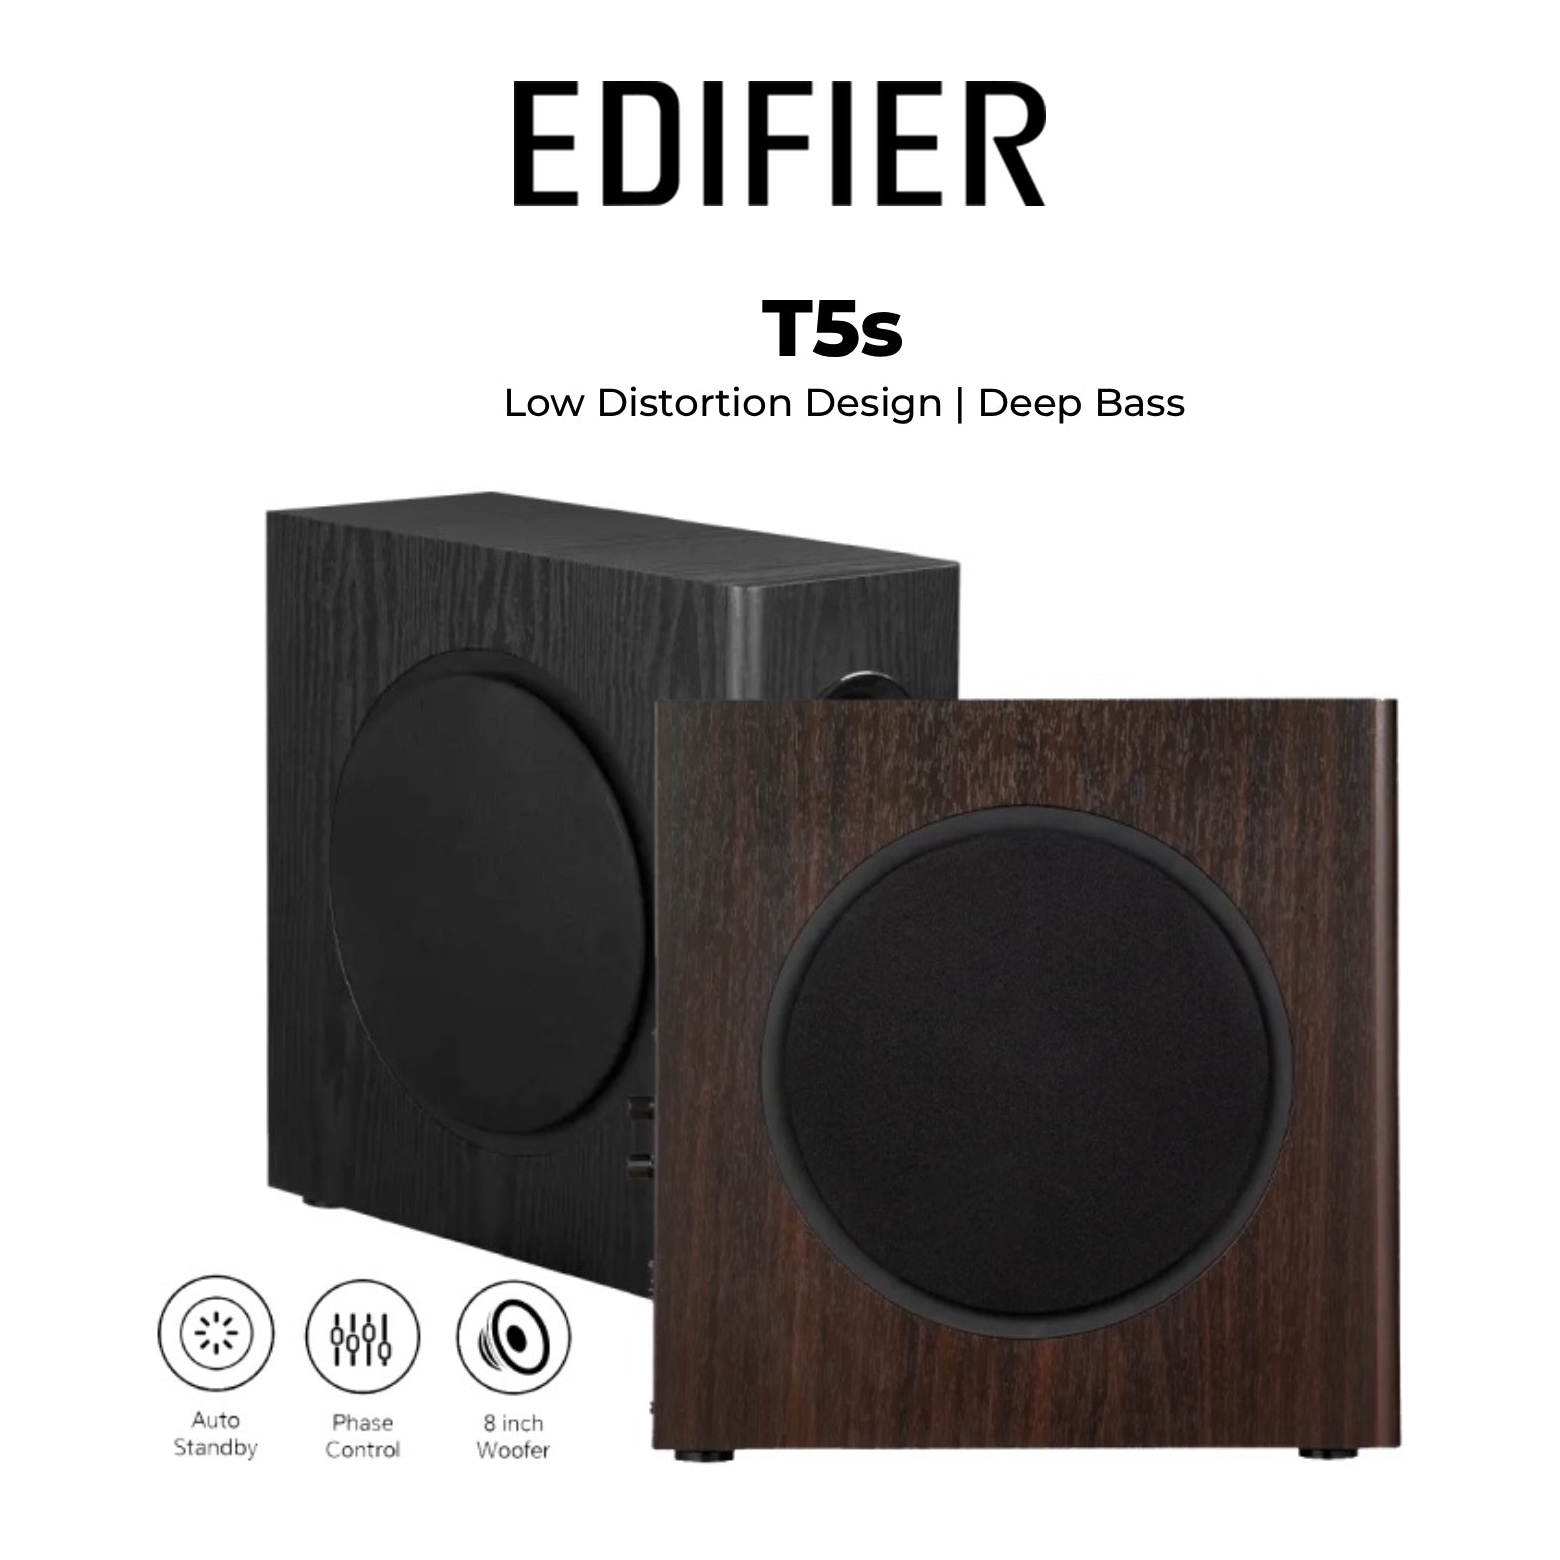 EDIFIER
T5s
Low Distortion Design | Deep Bass
Auto
Standby
Phase
Control
8 inch
Woofer